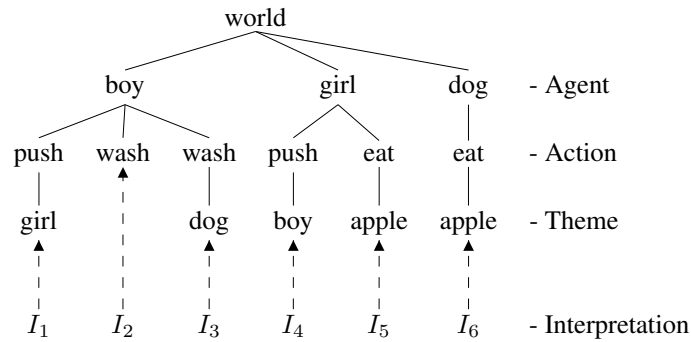 world
boy girl dog - Agent
push wash wash push eat eat - Action
girl dog boy apple apple - Theme
I₁ I₂ I₃ I₄ I₅ I₆ - Interpretation